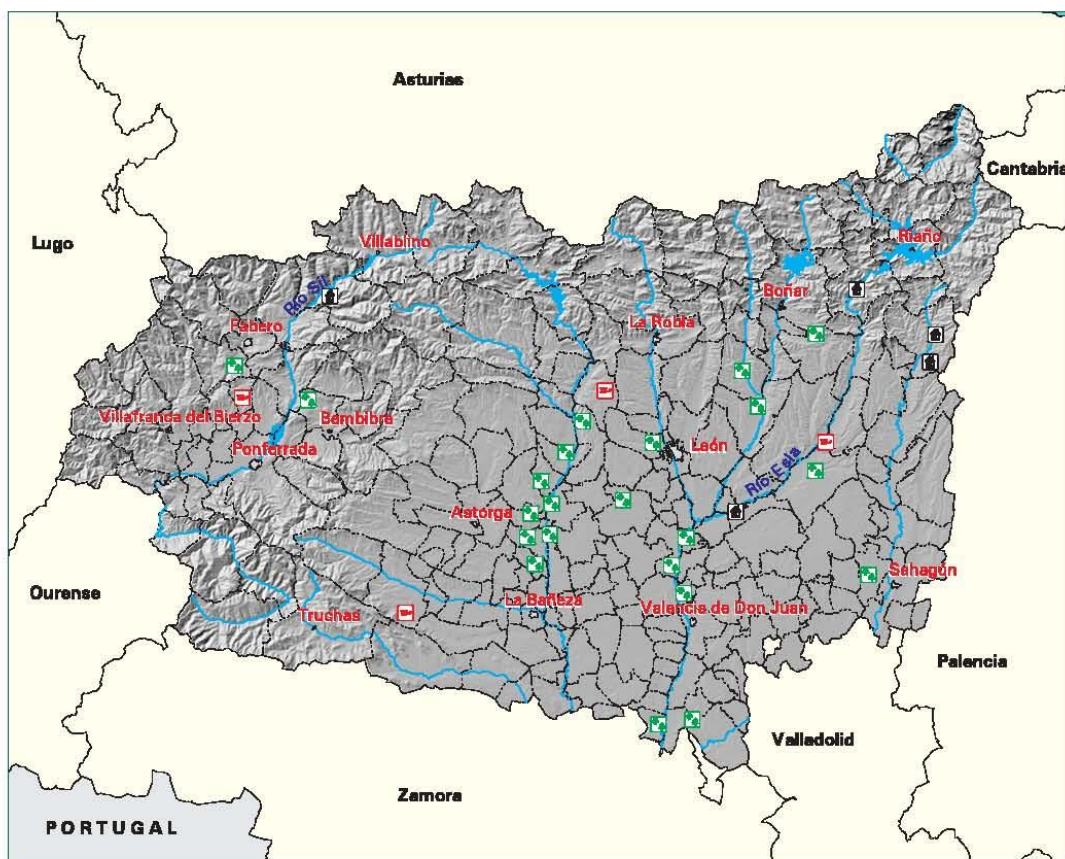 Asturias
Cantabria
Lugo
Villablino
Riaño
Río Sil
Boñar
Fabero
La Robla
Villafranca del Bierzo
Bembibre
Ponferrada
León
Río Esla
Astorga
Sahagún
Ourense
Truchas
La Bañeza
Valencia de Don Juan
Palencia
Valladolid
Zamora
PORTUGAL